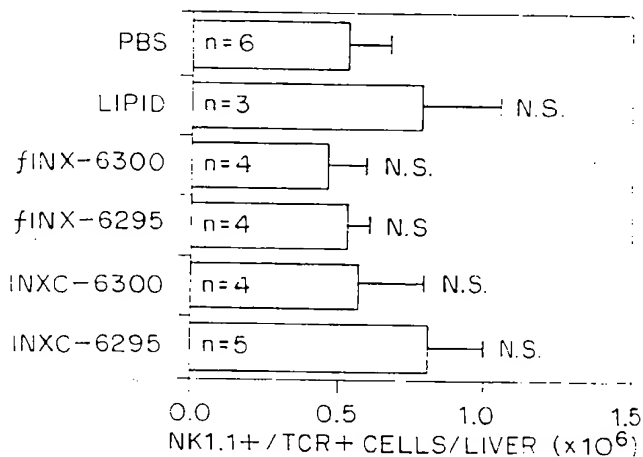 PBS n=6
LIPID n=3 N.S.
fINX-6300 n=4 N.S.
fINX-6295 n=4 N.S
INXC-6300 n=4 N.S.
INXC-6295 n=5 N.S.
0.0 0.5 1.0 1.5
NK1.1+/TCR+ CELLS/LIVER (x10⁶)